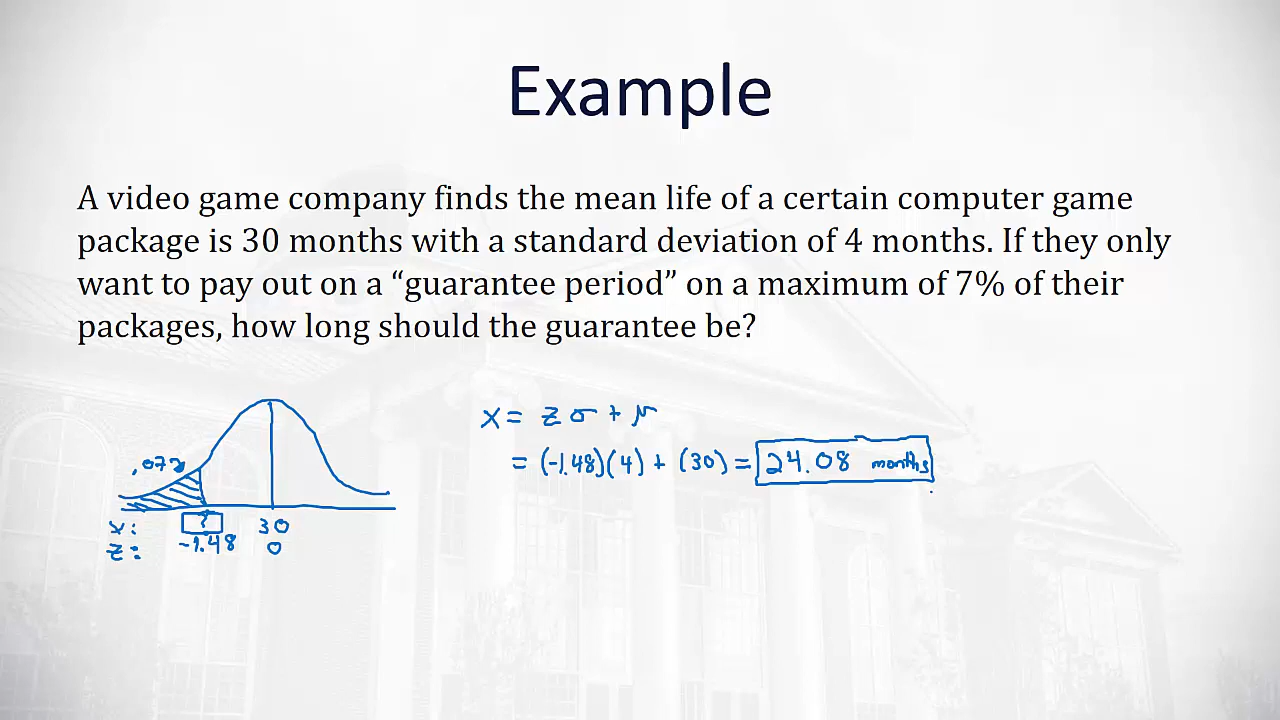 Example
A video game company finds the mean life of a certain computer game
package is 30 months with a standard deviation of 4 months. If they only
want to pay out on a “guarantee period” on a maximum of 7% of their
packages, how long should the guarantee be?
x = z σ + μ
= (-1.48)(4) + (30) = 24.08 months
x: ? 30
z: -1.48 0